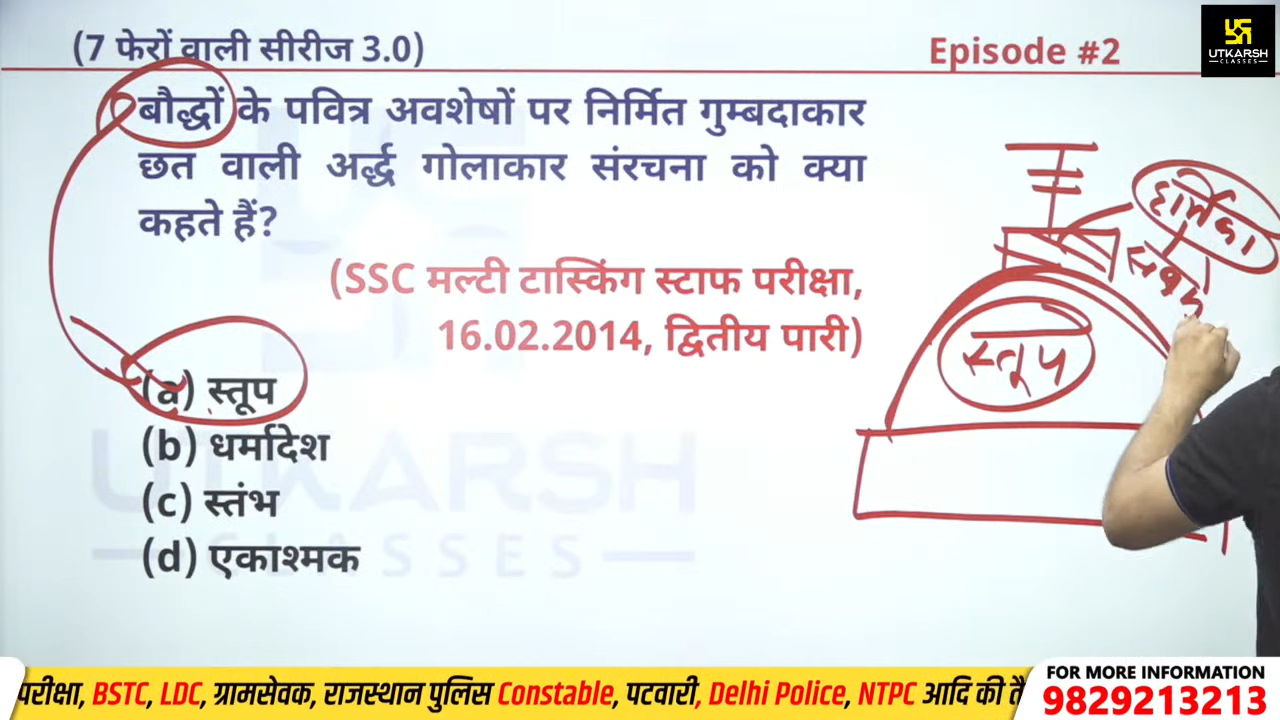 (7 फेरों वाली सीरीज 3.0)
Episode #2
UTKARSH
CLASSES
बौद्धों के पवित्र अवशेषों पर निर्मित गुम्बदाकार
छत वाली अर्द्ध गोलाकार संरचना को क्या
कहते हैं?
(SSC मल्टी टास्किंग स्टाफ परीक्षा,
16.02.2014, द्वितीय पारी)
(a) स्तूप
(b) धर्मादेश
(c) स्तंभ
(d) एकाश्मक
हर्मिका
स्तूप
UTKARSH
CLASSES
परीक्षा, BSTC, LDC, ग्रामसेवक, राजस्थान पुलिस Constable, पटवारी, Delhi Police, NTPC आदि की
FOR MORE INFORMATION
9829213213